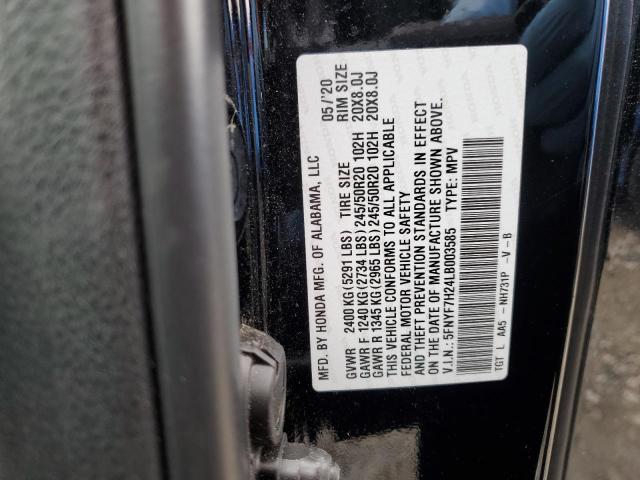 MFD. BY HONDA MFG. OF ALABAMA, LLC 05/'20
GVWR 2400 KG (5291 LBS) TIRE SIZE RIM SIZE
GAWR F 1240 KG (2734 LBS) 245/50R20 102H 20X8.0J
GAWR R 1345 KG (2965 LBS) 245/50R20 102H 20X8.0J
THIS VEHICLE CONFORMS TO ALL APPLICABLE
FEDERAL MOTOR VEHICLE SAFETY
AND THEFT PREVENTION STANDARDS IN EFFECT
ON THE DATE OF MANUFACTURE SHOWN ABOVE.
V.I.N.: 5FNYF7H24LB003585 TYPE: MPV
TGT L AA5 - NH731P -V-B